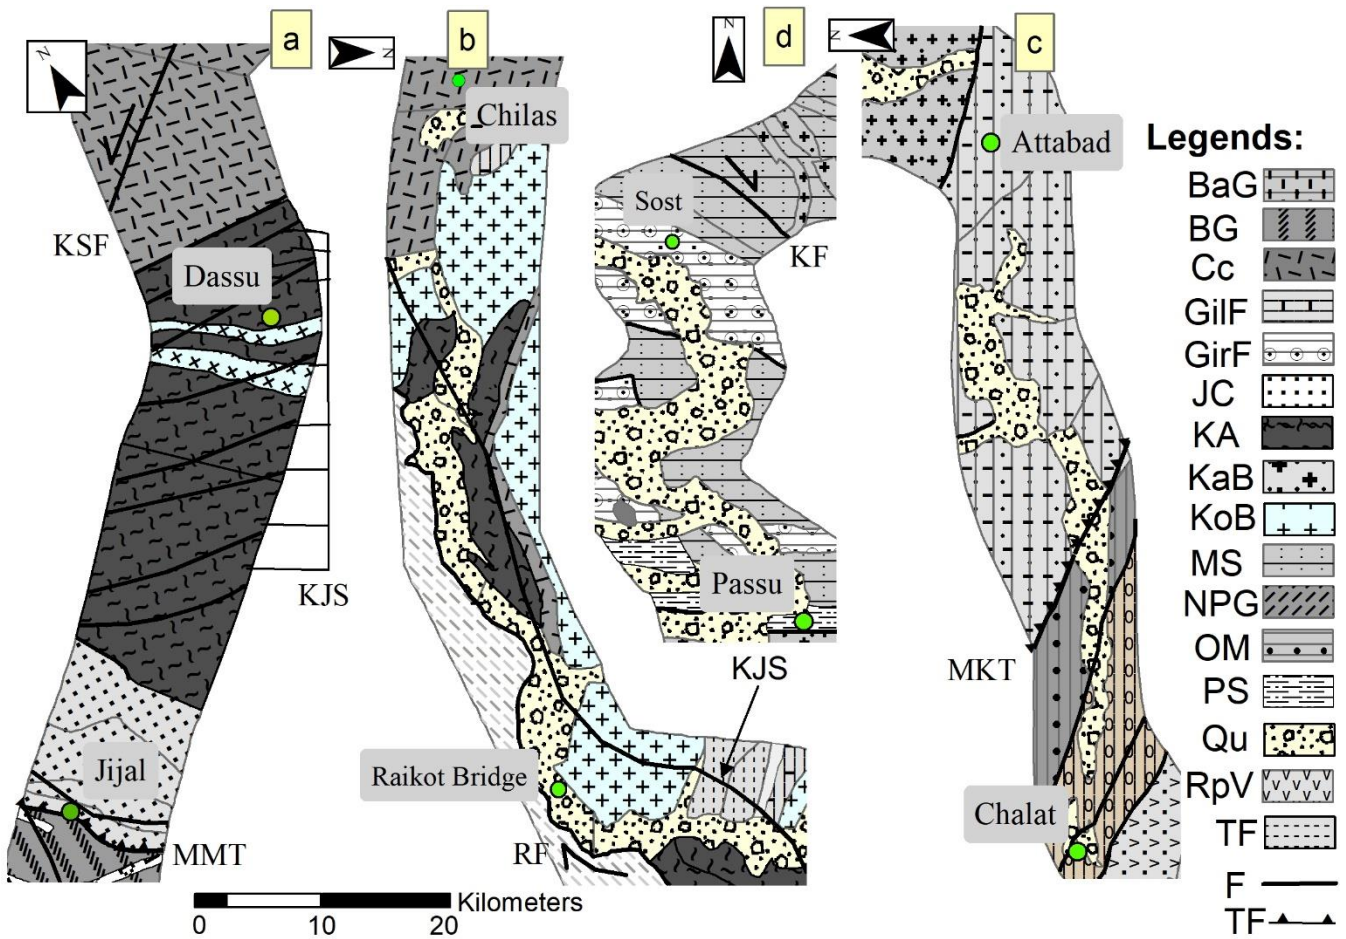 a
N
KSF
Dassu
KJS
Jijal
MMT
b
N
Chilas
Raikot Bridge
RF
KJS
d
N
Sost
KF
Passu
c
N
Attabad
MKT
Chalat
Legends:
BaG
BG
Cc
GilF
GirF
JC
KA
KaB
KoB
MS
NPG
OM
PS
Qu
RpV
TF
F
TF
Kilometers
0 10 20